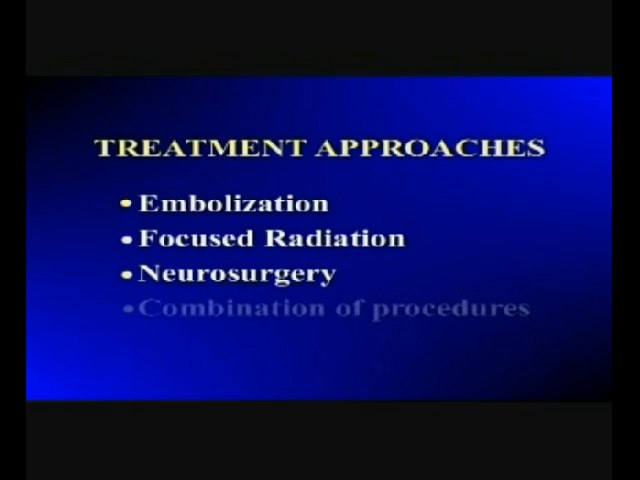 TREATMENT APPROACHES
• Embolization
• Focused Radiation
• Neurosurgery
• Combination of procedures